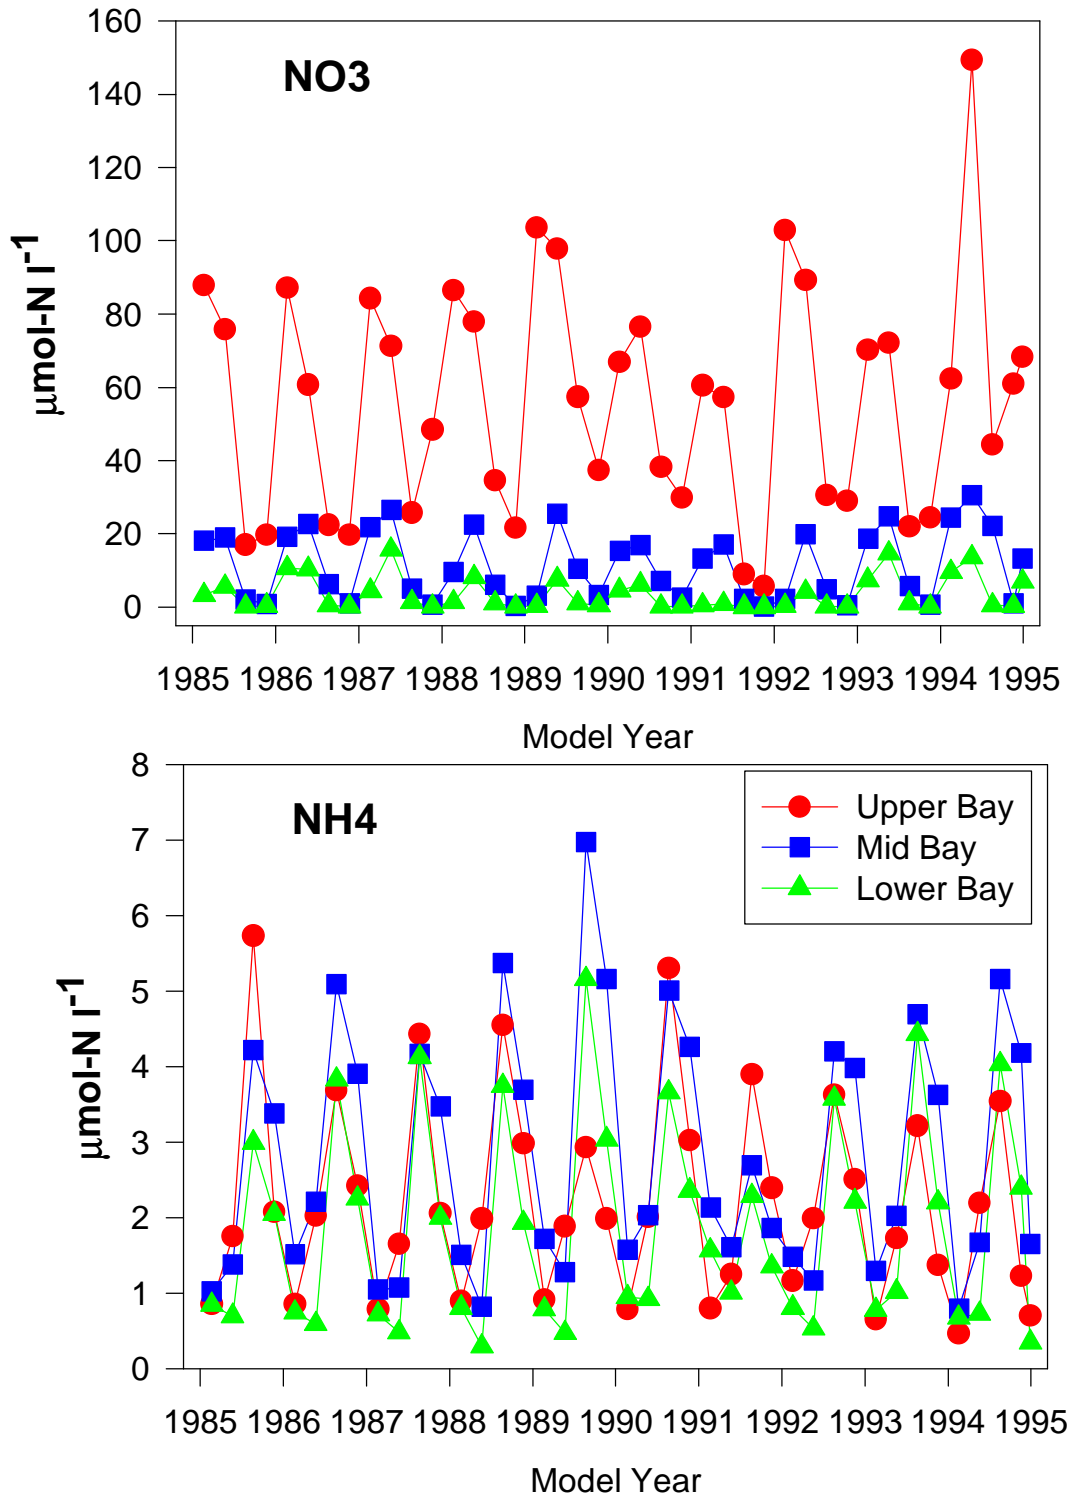 160
NO3
140
120
100
80
60
40
20
0
μmol-N l-1
1985 1986 1987 1988 1989 1990 1991 1992 1993 1994 1995
Model Year
8
NH4
7
6
5
4
3
2
1
0
μmol-N l-1
Upper Bay
Mid Bay
Lower Bay
1985 1986 1987 1988 1989 1990 1991 1992 1993 1994 1995
Model Year